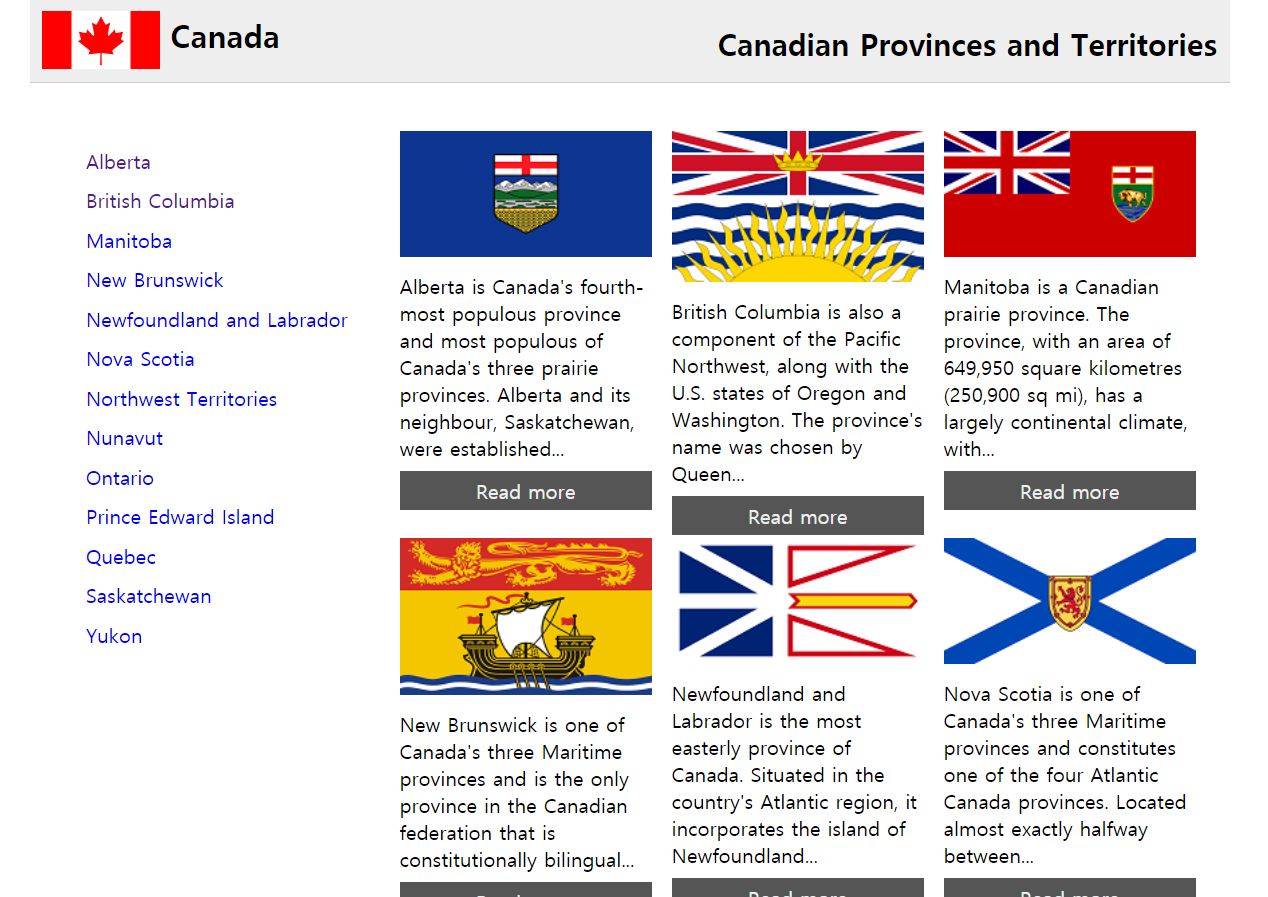 Canada
Canadian Provinces and Territories
Alberta
British Columbia
Manitoba
New Brunswick
Newfoundland and Labrador
Nova Scotia
Northwest Territories
Nunavut
Ontario
Prince Edward Island
Quebec
Saskatchewan
Yukon
Alberta is Canada's fourth-
most populous province
and most populous of
Canada's three prairie
provinces. Alberta and its
neighbour, Saskatchewan,
were established...
Read more
British Columbia is also a
component of the Pacific
Northwest, along with the
U.S. states of Oregon and
Washington. The province's
name was chosen by
Queen...
Read more
Manitoba is a Canadian
prairie province. The
province, with an area of
649,950 square kilometres
(250,900 sq mi), has a
largely continental climate,
with...
Read more
New Brunswick is one of
Canada's three Maritime
provinces and is the only
province in the Canadian
federation that is
constitutionally bilingual...
Newfoundland and
Labrador is the most
easterly province of
Canada. Situated in the
country's Atlantic region, it
incorporates the island of
Newfoundland...
Read more
Nova Scotia is one of
Canada's three Maritime
provinces and constitutes
one of the four Atlantic
Canada provinces. Located
almost exactly halfway
between...
Read more